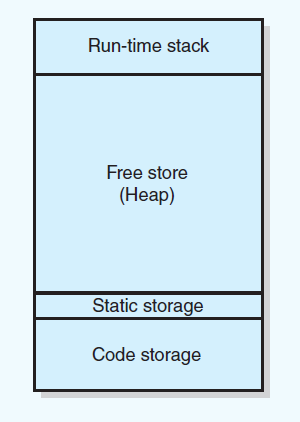 Run-time stack
Free store
(Heap)
Static storage
Code storage